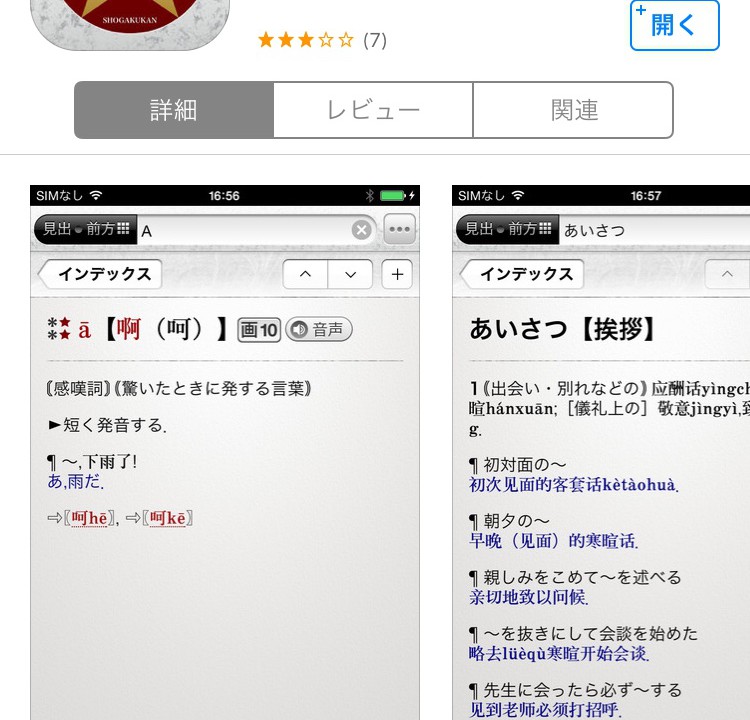 SHOGAKUKAN
★★★☆☆ (7)
+開く
詳細
レビュー
関連
SIMなし 16:56
見出 前方 A
インデックス
+
⁑★★ ā【啊（呵）】画10 音声
〘感嘆詞〙《驚いたときに発する言葉》
►短く発音する.
¶ ～,下雨了!
あ,雨だ.
⇨〖呵hē〗, ⇨〖呵kē〗
SIMなし 16:57
見出 前方 あいさつ
インデックス
あいさつ【挨拶】
1《出会い・別れなどの》应酬话yìngch
暄hánxuān;［儀礼上の］敬意jìngyì,致
g.
¶ 初対面の～
初次见面的客套话kètàohuà.
¶ 朝夕の～
早晚（见面）的寒暄话.
¶ 親しみをこめて～を述べる
亲切地致以问候.
¶ ～を抜きにして会談を始めた
略去lüèqù寒暄开始会谈.
¶ 先生に会ったら必ず～する
见到老师必须打招呼.